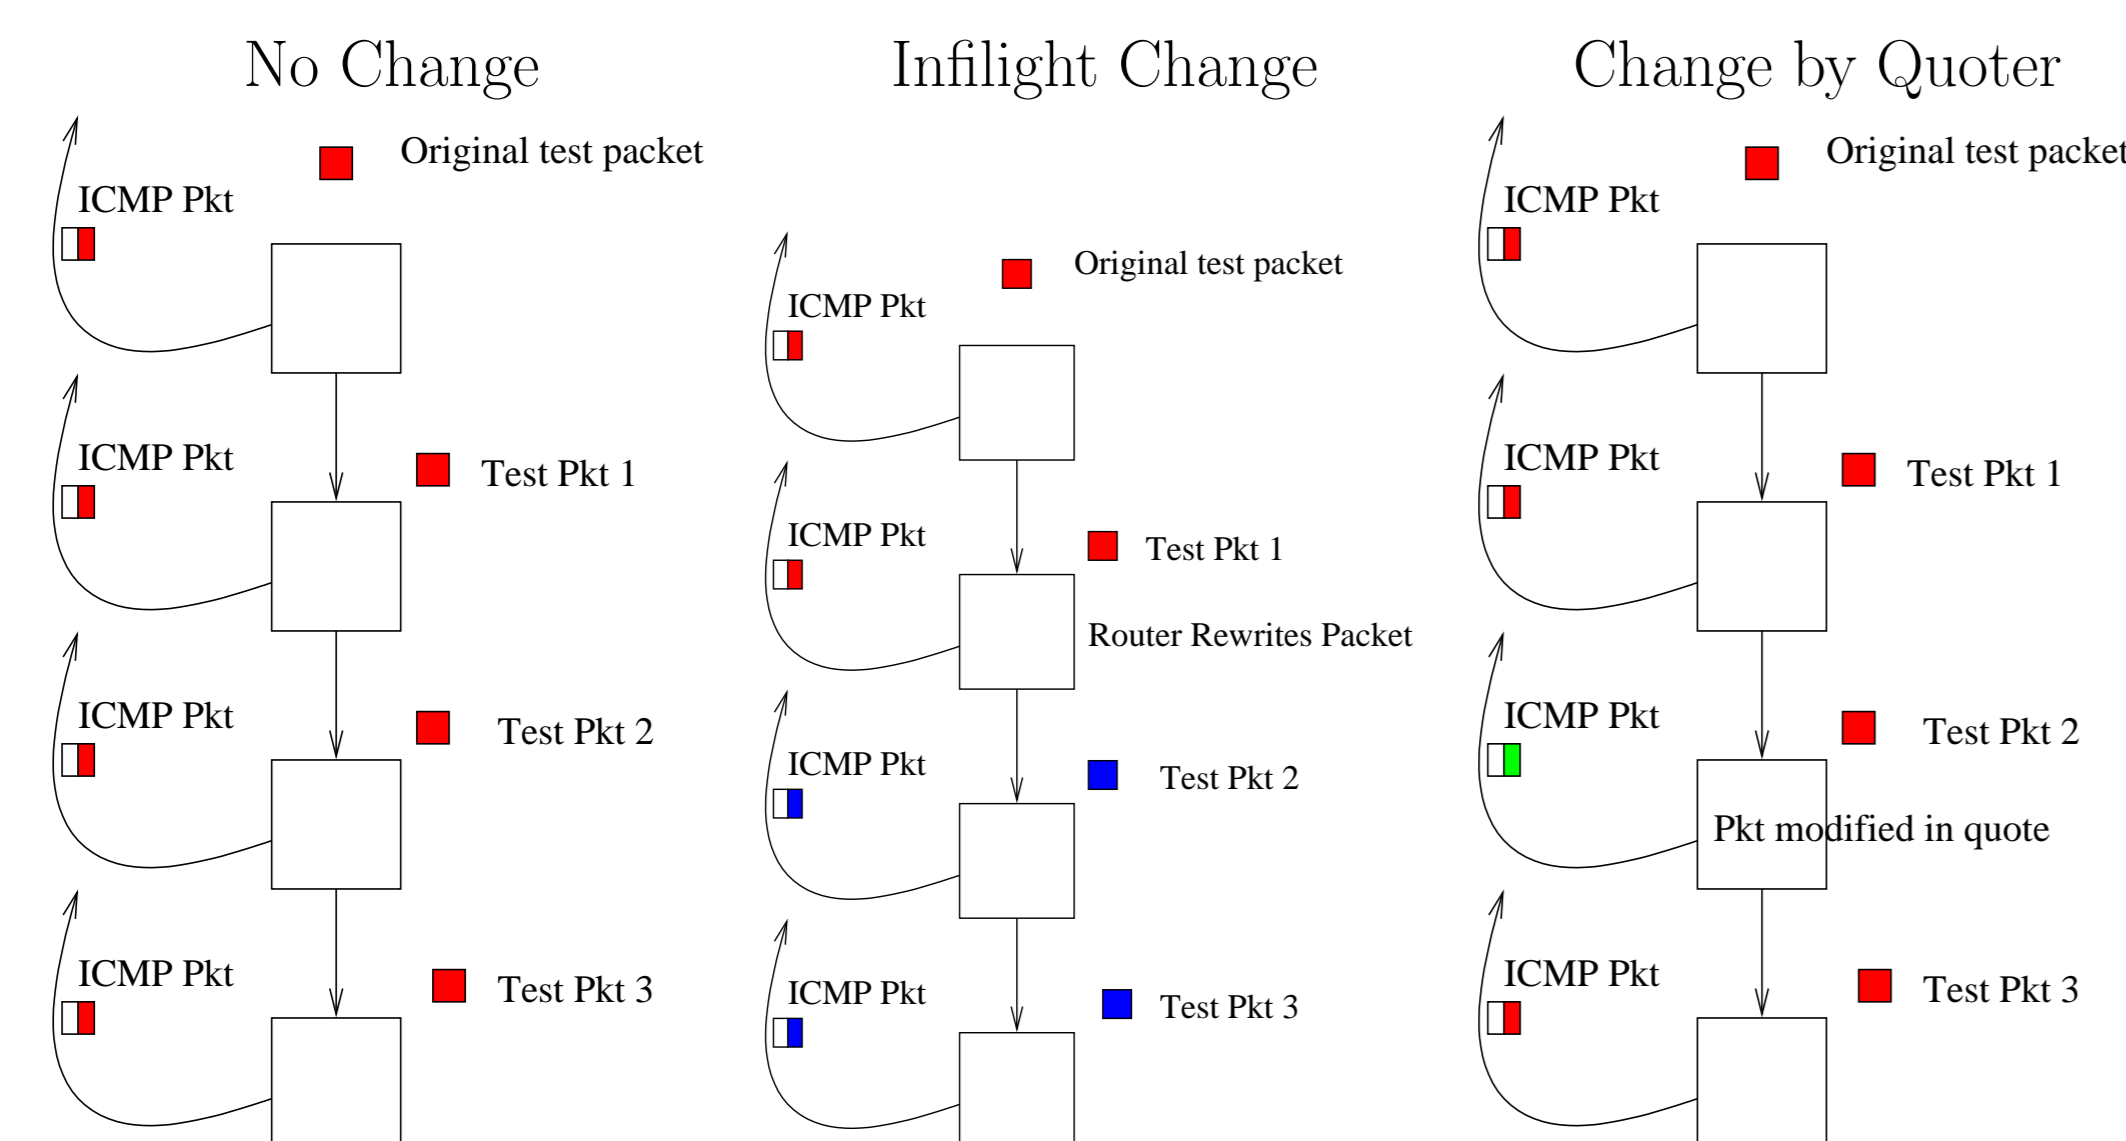 No Change
Original test packet
ICMP Pkt
ICMP Pkt
Test Pkt 1
ICMP Pkt
Test Pkt 2
ICMP Pkt
Test Pkt 3
Infilight Change
Original test packet
ICMP Pkt
ICMP Pkt
Test Pkt 1
Router Rewrites Packet
ICMP Pkt
Test Pkt 2
ICMP Pkt
Test Pkt 3
Change by Quoter
Original test packet
ICMP Pkt
ICMP Pkt
Test Pkt 1
ICMP Pkt
Test Pkt 2
Pkt modified in quote
ICMP Pkt
Test Pkt 3